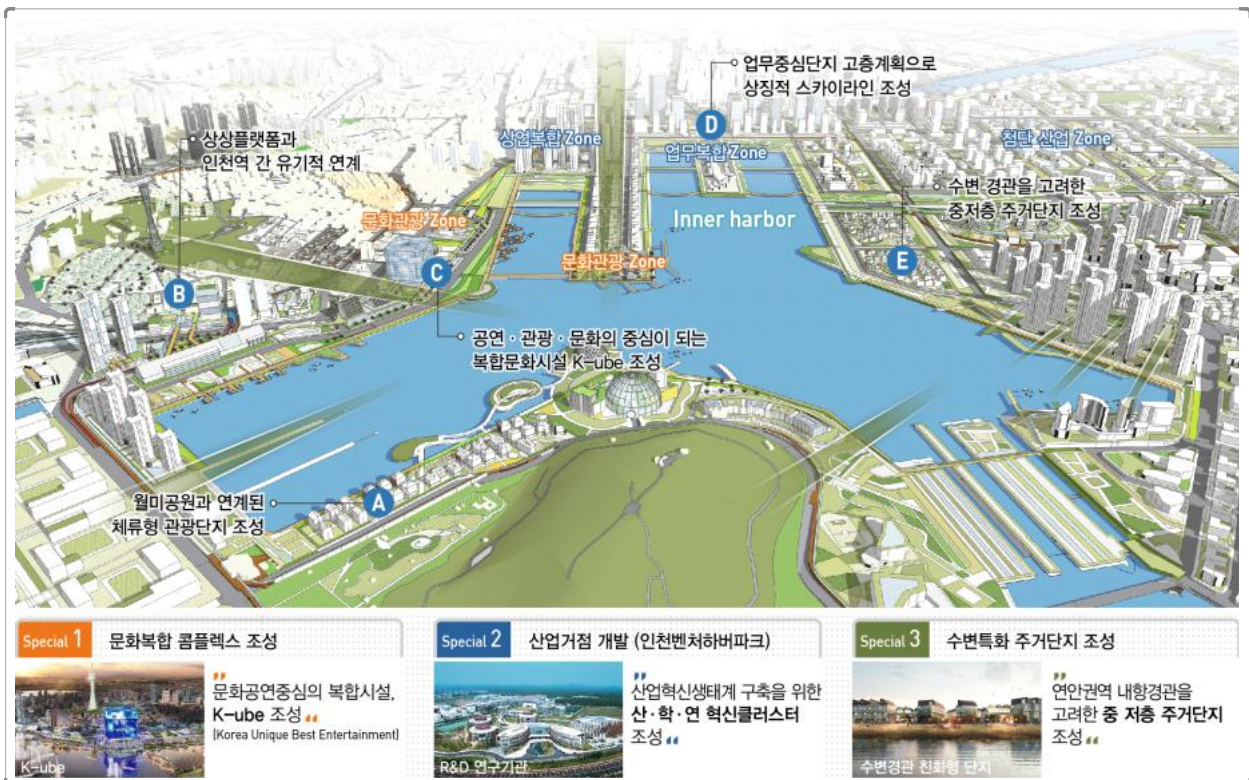 업무중심단지 고층계획으로
상징적 스카이라인 조성
D
상상플랫폼과
인천역 간 유기적 연계
상업복합 Zone
업무복합 Zone
첨단 산업 Zone
수변 경관을 고려한
중저층 주거단지 조성
문화관광 Zone
Inner harbor
C
문화관광 Zone
E
B
공연 · 관광 · 문화의 중심이 되는
복합문화시설 K-ube 조성
월미공원과 연계된
체류형 관광단지 조성
A
Special 1 문화복합 콤플렉스 조성
"문화공연중심의 복합시설,
K-ube 조성"
(Korea Unique Best Entertainment)
K-ube
Special 2 산업거점 개발 (인천벤처하버파크)
"산업혁신생태계 구축을 위한
산·학·연 혁신클러스터
조성"
R&D 연구기관
Special 3 수변특화 주거단지 조성
"연안권역 내항경관을
고려한 중 저층 주거단지
조성"
수변경관 친화형 단지